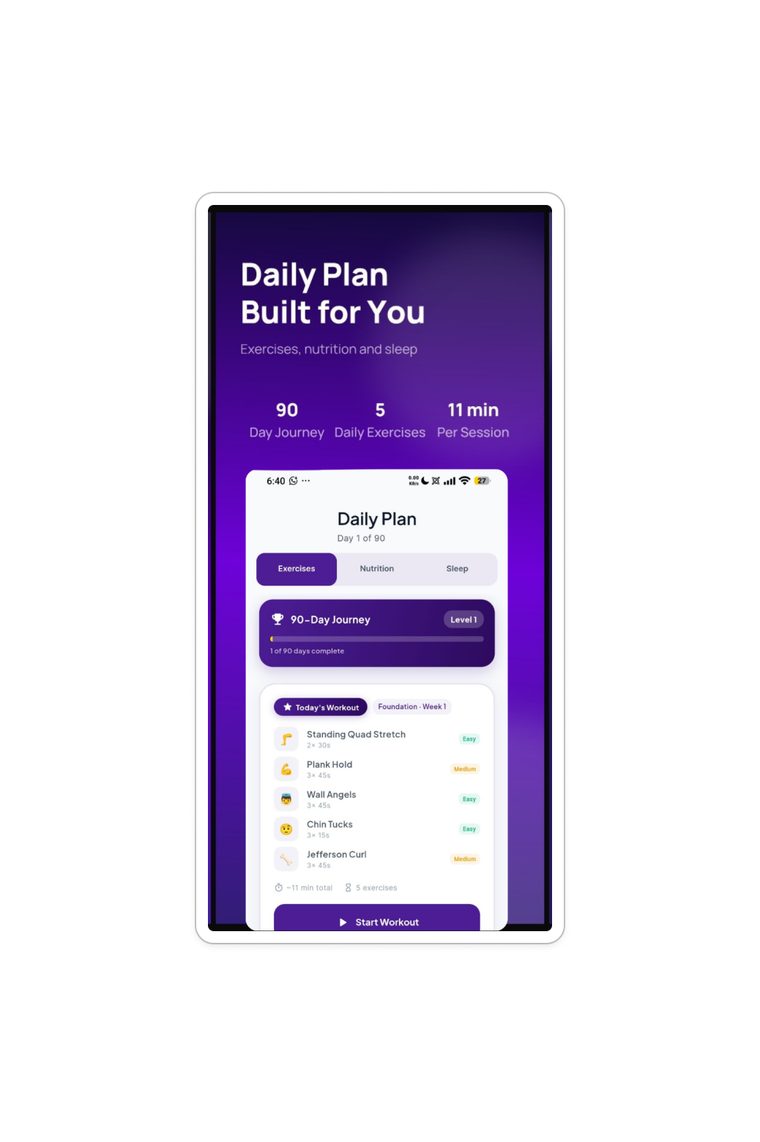 Daily Plan
Built for You
Exercises, nutrition and sleep
90 5 11 min
Day Journey Daily Exercises Per Session
6:40 ··· 0.00 KB/s 27
Daily Plan
Day 1 of 90
Exercises Nutrition Sleep
90-Day Journey Level 1
1 of 90 days complete
Today's Workout Foundation · Week 1
Standing Quad Stretch Easy
2× 30s
Plank Hold Medium
3× 45s
Wall Angels Easy
3× 45s
Chin Tucks Easy
3× 15s
Jefferson Curl Medium
3× 45s
~11 min total 5 exercises
Start Workout